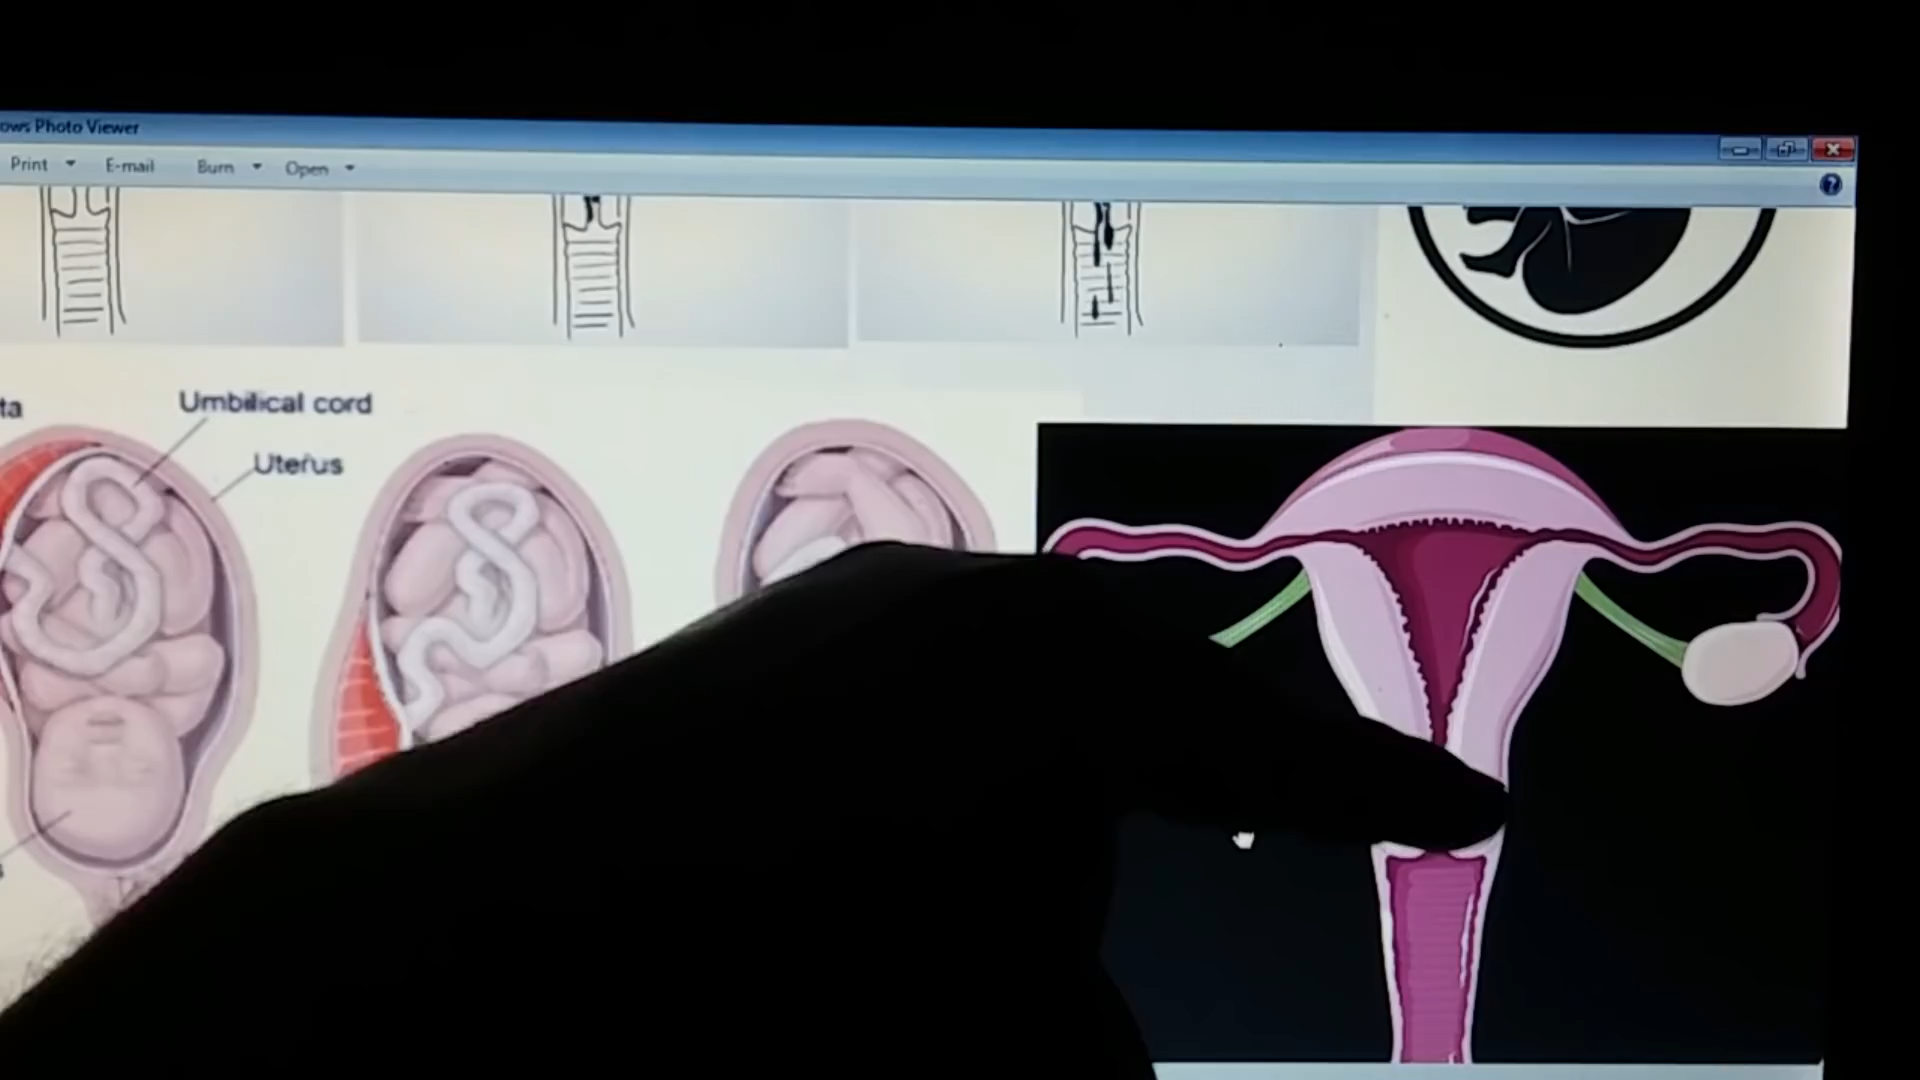 ows Photo Viewer
Print E-mail Burn Open
ta
Umbilical cord
Uterus
s